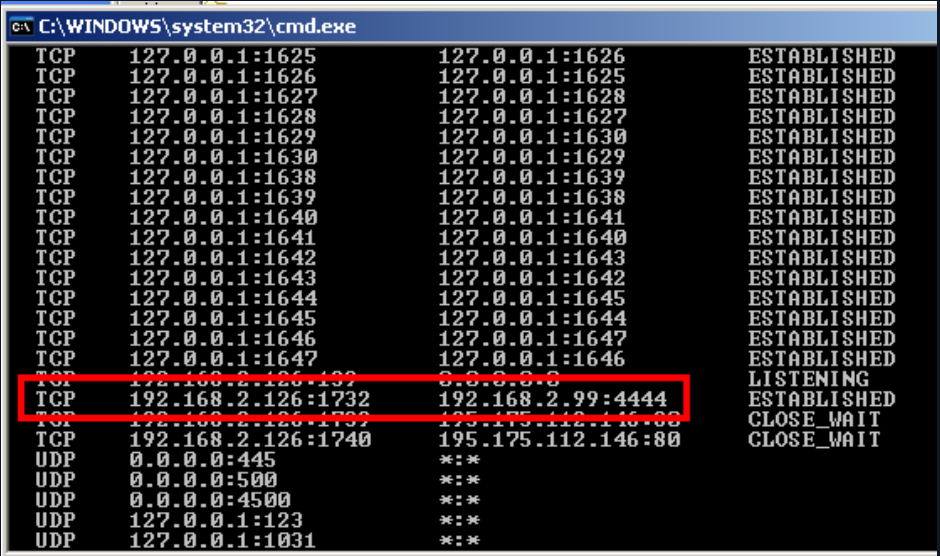 C:\WINDOWS\system32\cmd.exe
TCP 127.0.0.1:1625 127.0.0.1:1626 ESTABLISHED
TCP 127.0.0.1:1626 127.0.0.1:1625 ESTABLISHED
TCP 127.0.0.1:1627 127.0.0.1:1628 ESTABLISHED
TCP 127.0.0.1:1628 127.0.0.1:1627 ESTABLISHED
TCP 127.0.0.1:1629 127.0.0.1:1630 ESTABLISHED
TCP 127.0.0.1:1630 127.0.0.1:1629 ESTABLISHED
TCP 127.0.0.1:1638 127.0.0.1:1639 ESTABLISHED
TCP 127.0.0.1:1639 127.0.0.1:1638 ESTABLISHED
TCP 127.0.0.1:1640 127.0.0.1:1641 ESTABLISHED
TCP 127.0.0.1:1641 127.0.0.1:1640 ESTABLISHED
TCP 127.0.0.1:1642 127.0.0.1:1643 ESTABLISHED
TCP 127.0.0.1:1643 127.0.0.1:1642 ESTABLISHED
TCP 127.0.0.1:1644 127.0.0.1:1645 ESTABLISHED
TCP 127.0.0.1:1645 127.0.0.1:1644 ESTABLISHED
TCP 127.0.0.1:1646 127.0.0.1:1647 ESTABLISHED
TCP 127.0.0.1:1647 127.0.0.1:1646 ESTABLISHED
TCP 192.168.2.126:139 LISTENING
TCP 192.168.2.126:1732 192.168.2.99:4444 ESTABLISHED
TCP 195.175.112.146:80 CLOSE_WAIT
TCP 192.168.2.126:1740 195.175.112.146:80 CLOSE_WAIT
UDP 0.0.0.0:445 *:*
UDP 0.0.0.0:500 *:*
UDP 0.0.0.0:4500 *:*
UDP 127.0.0.1:123 *:*
UDP 127.0.0.1:1031 *:*